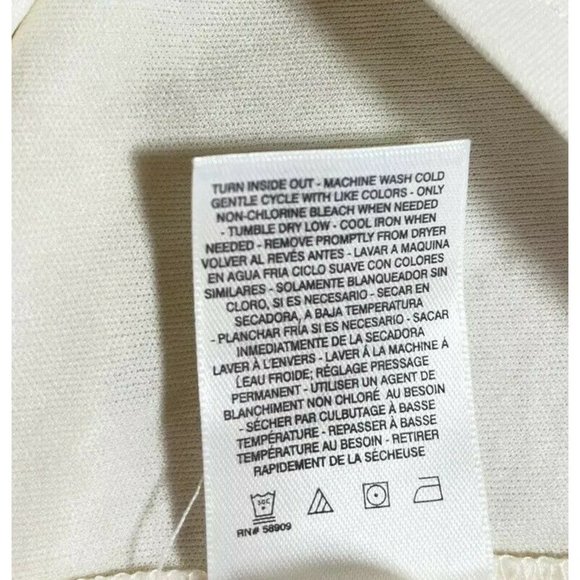 TURN INSIDE OUT - MACHINE WASH COLD
GENTLE CYCLE WITH LIKE COLORS - ONLY
NON-CHLORINE BLEACH WHEN NEEDED
- TUMBLE DRY LOW - COOL IRON WHEN
NEEDED - REMOVE PROMPTLY FROM DRYER
VOLVER AL REVÉS ANTES - LAVAR A MAQUINA
EN AGUA FRIA CICLO SUAVE CON COLORES
SIMILARES - SOLAMENTE BLANQUEADOR SIN
CLORO, SI ES NECESARIO - SECAR EN
SECADORA, A BAJA TEMPERATURA
- PLANCHAR FRÍA SI ES NECESARIO - SACAR
INMEDIATEMENTE DE LA SECADORA
LAVER À L'ENVERS - LAVER Á LA MACHINE À
L'EAU FROIDE; RÉGLAGE PRESSAGE
PERMANENT - UTILISER UN AGENT DE
BLANCHIMENT NON CHLORÉ AU BESOIN
- SÉCHER PAR CULBUTAGE À BASSE
TEMPÉRATURE - REPASSER À BASSE
TEMPÉRATURE AU BESOIN - RETIRER
RAPIDEMENT DE LA SÉCHEUSE
30C
RN# 58909